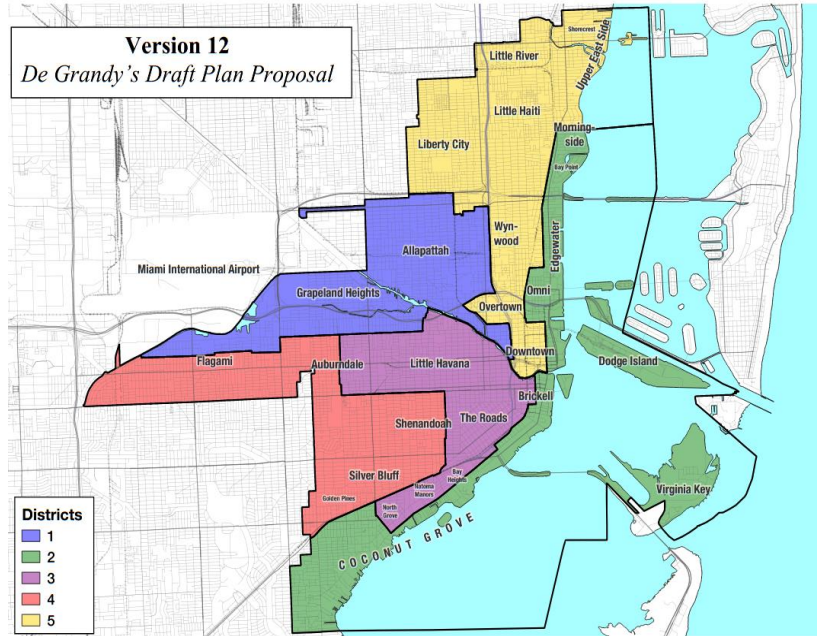 Version 12
De Grandy's Draft Plan Proposal
Shorecrest
Upper East Side
Little River
Little Haiti
Liberty City
Morning-
side
Bay Point
Wyn-
wood
Edgewater
Allapattah
Miami International Airport
Grapeland Heights
Omni
Overtown
Downtown
Dodge Island
Flagami
Auburndale
Little Havana
Brickell
Shenandoah
The Roads
Silver Bluff
Bay
Heights
Natoma
Manors
Golden Pines
North
Grove
Virginia Key
COCONUT GROVE
Districts
1
2
3
4
5